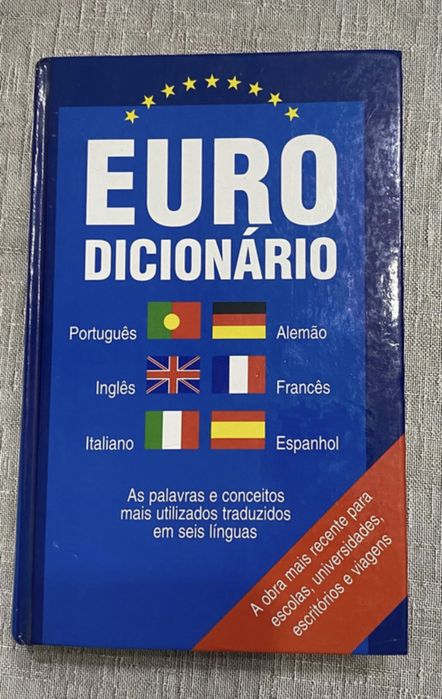 EURO
DICIONÁRIO
Português
Alemão
Inglês
Francês
Italiano
Espanhol
As palavras e conceitos
mais utilizados traduzidos
em seis línguas
A obra mais recente para
escolas, universidades,
escritórios e viagens